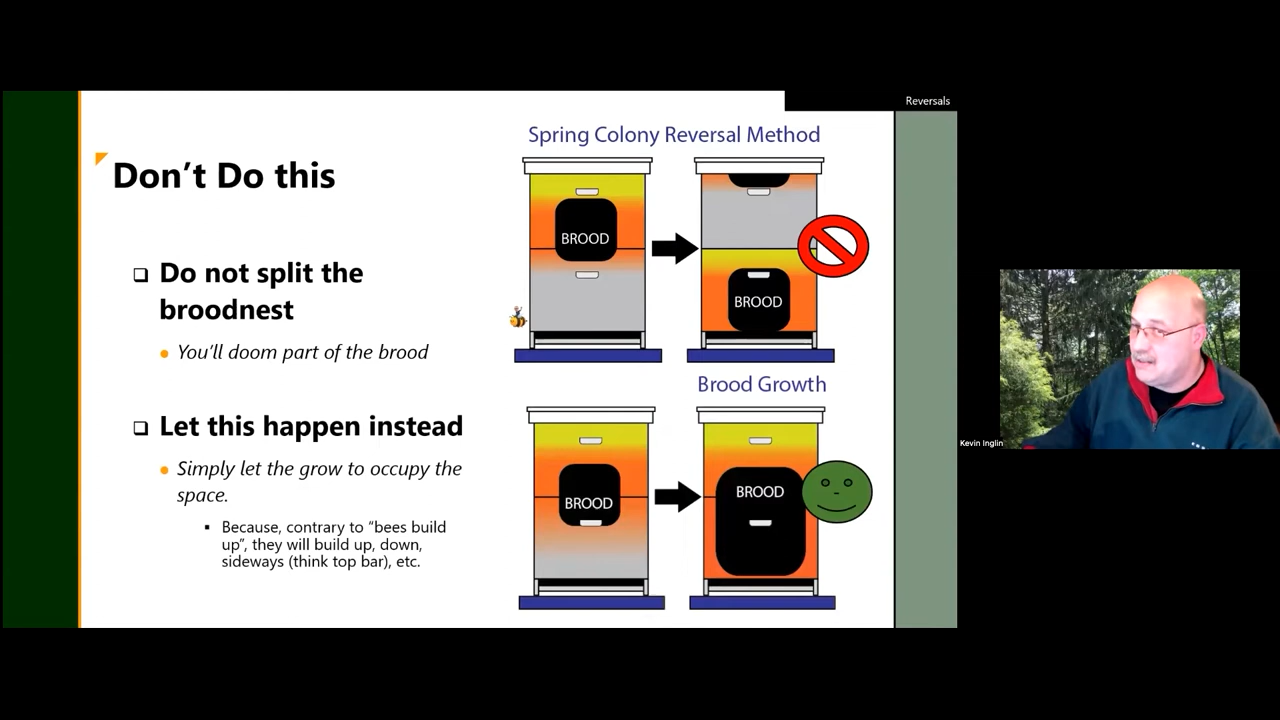 Reversals
Don't Do this
Do not split the
broodnest
You'll doom part of the brood
Let this happen instead
Simply let the grow to occupy the
space.
Because, contrary to "bees build
up", they will build up, down,
sideways (think top bar), etc.
Spring Colony Reversal Method
BROOD
BROOD
Brood Growth
BROOD
BROOD
Kevin Inglin